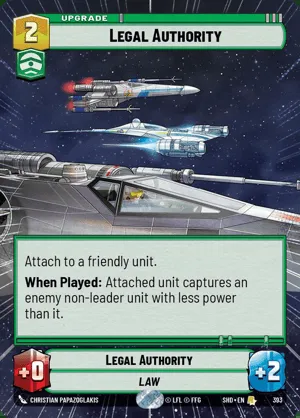 UPGRADE
2
LEGAL AUTHORITY
Attach to a friendly unit.
When Played: Attached unit captures an
enemy non-leader unit with less power
than it.
+0
LEGAL AUTHORITY
+2
LAW
CHRISTIAN PAPAZOGLAKIS
© LFL © FFG
SHD • EN
393